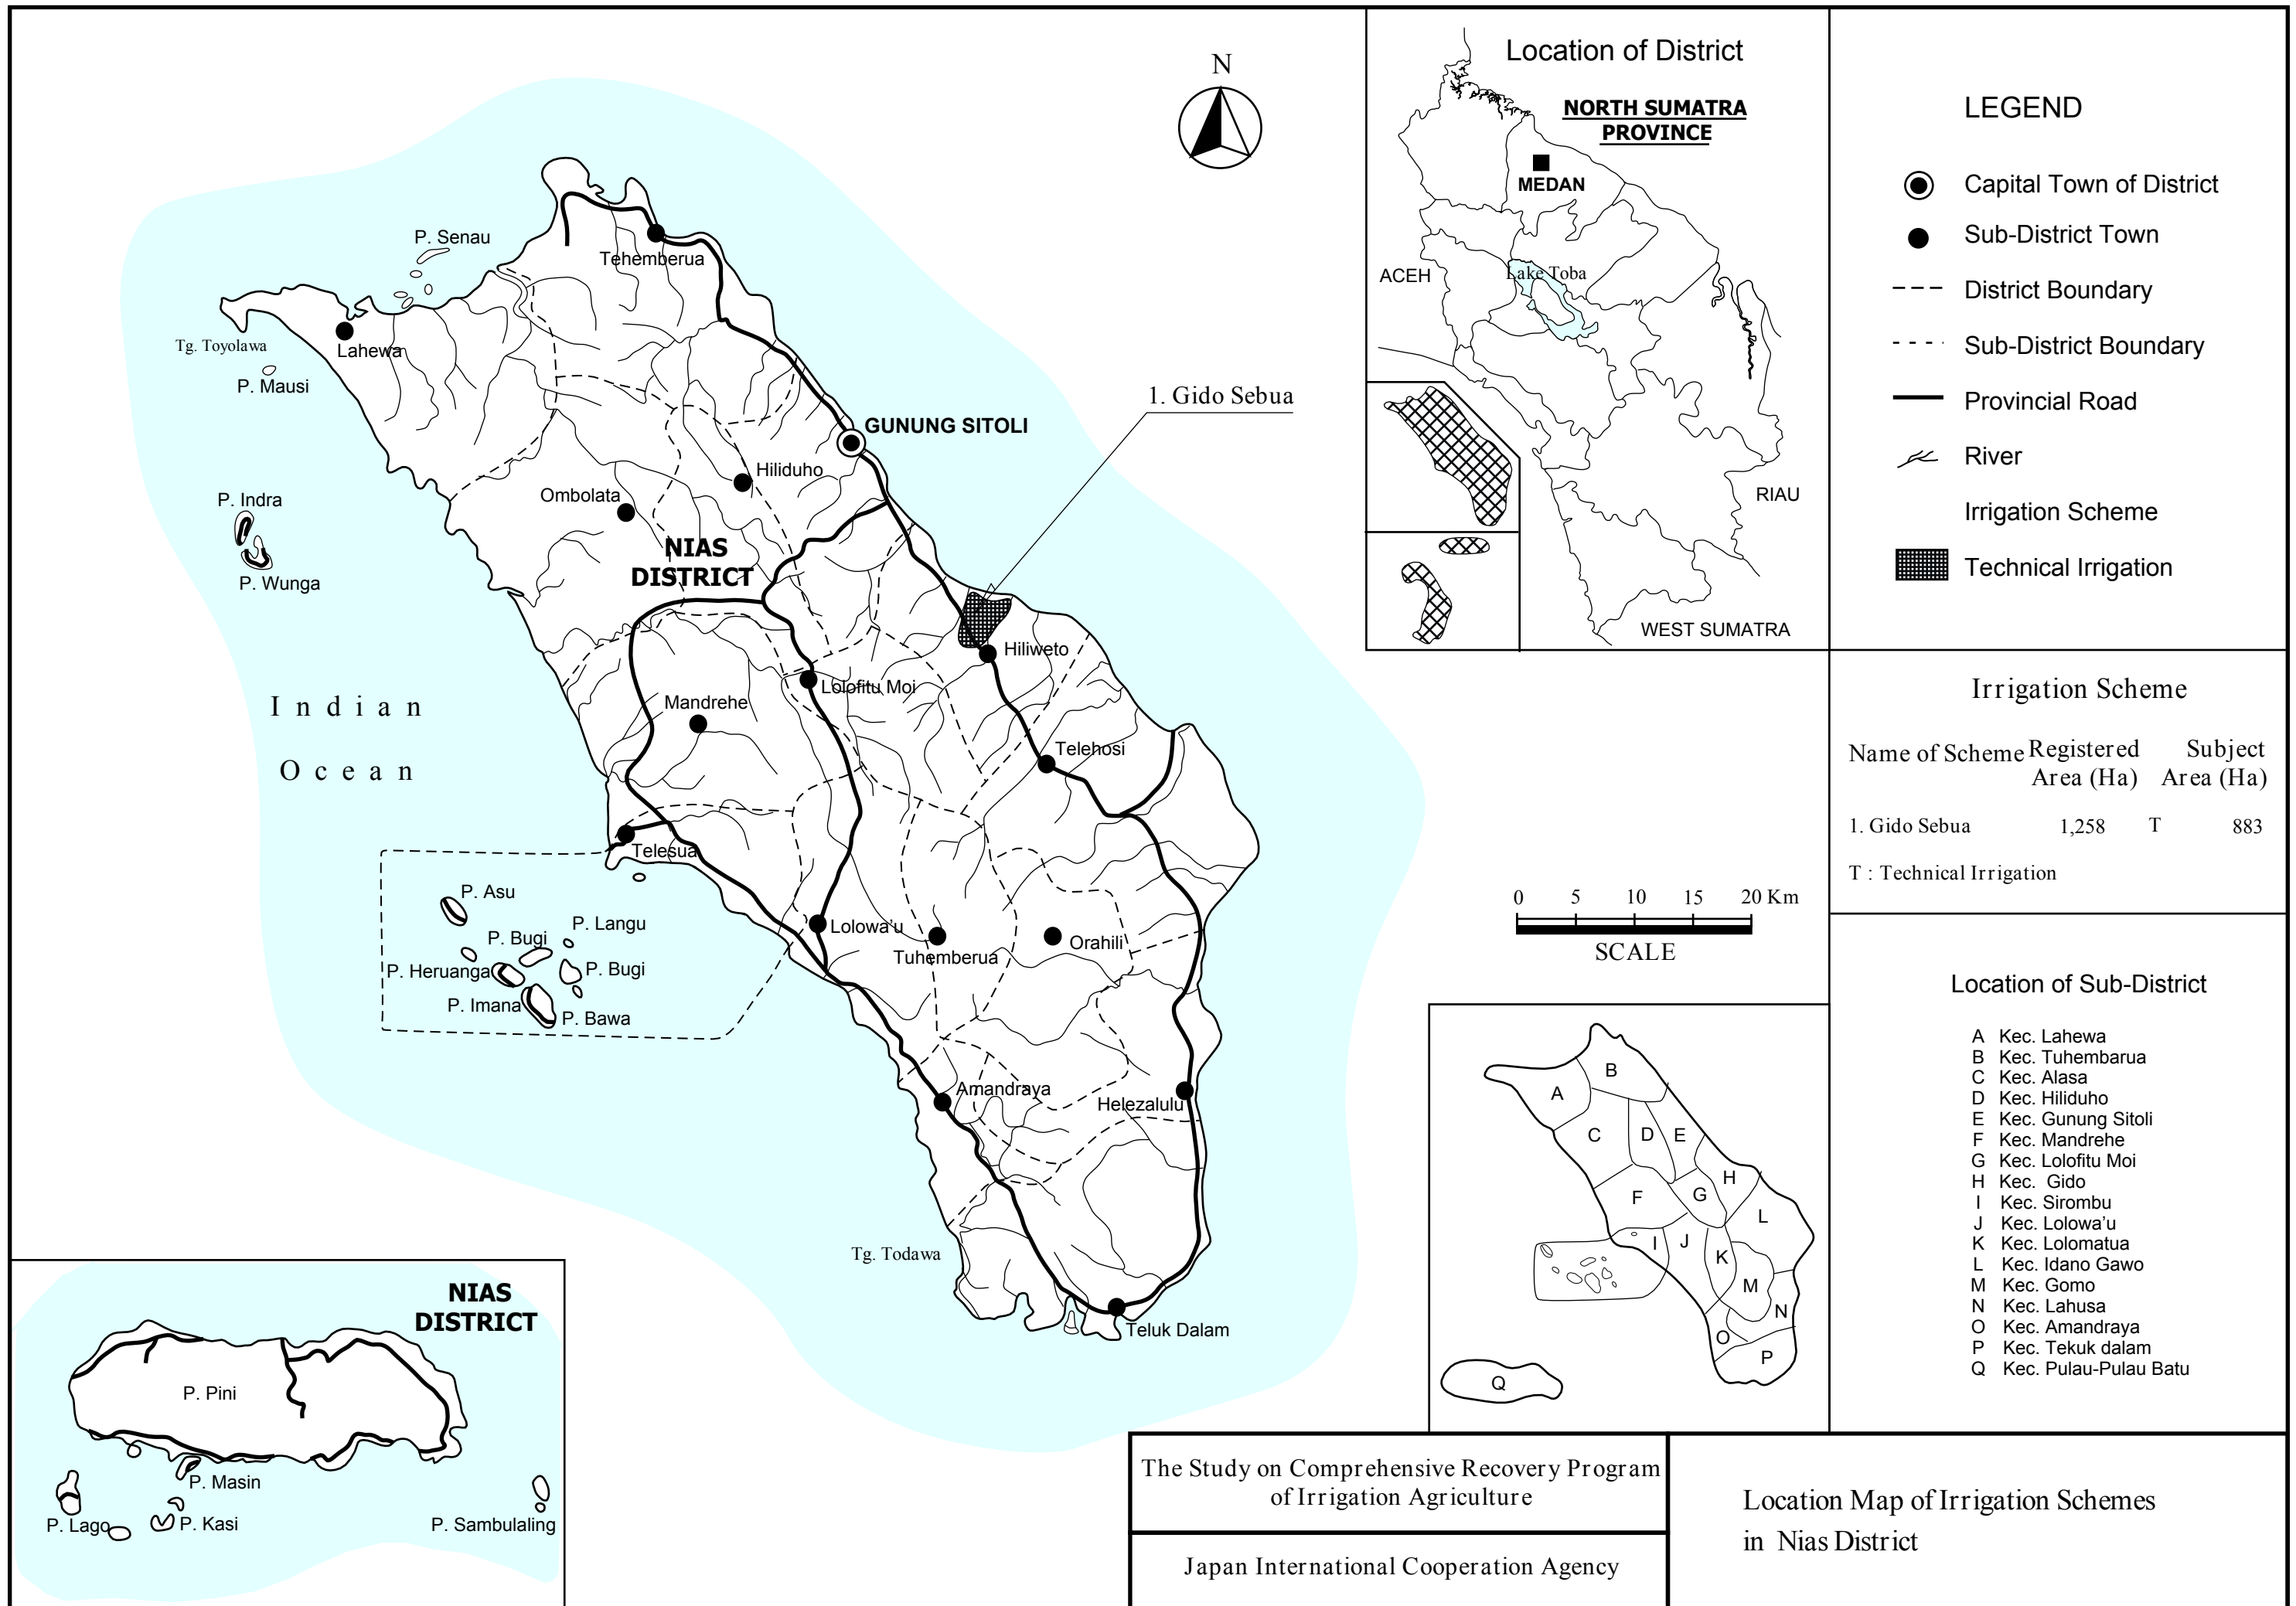 N
P. Senau
Tehemberua
Tg. Toyolawa
Lahewa
P. Mausi
1. Gido Sebua
GUNUNG SITOLI
Hiliduho
Ombolata
P. Indra
P. Wunga
NIAS
DISTRICT
Hiliweto
Lolofitu Moi
Mandrehe
Indian
Ocean
Telehosi
Telesua
P. Asu
P. Langu
P. Bugi
P. Heruanga
P. Bugi
P. Imana
P. Bawa
Lolowa'u
Tuhemberua
Orahili
Amandraya
Helezalulu
Tg. Todawa
Teluk Dalam
NIAS
DISTRICT
P. Pini
P. Masin
P. Lago
P. Kasi
P. Sambulaling
Location of District
NORTH SUMATRA
PROVINCE
MEDAN
ACEH
Lake Toba
RIAU
WEST SUMATRA
LEGEND
Capital Town of District
Sub-District Town
District Boundary
Sub-District Boundary
Provincial Road
River
Irrigation Scheme
Technical Irrigation
Irrigation Scheme
Name of Scheme Registered Area (Ha) Subject Area (Ha)
1. Gido Sebua 1,258 T 883
T : Technical Irrigation
0 5 10 15 20 Km
SCALE
Location of Sub-District
A Kec. Lahewa
B Kec. Tuhembarua
C Kec. Alasa
D Kec. Hiliduho
E Kec. Gunung Sitoli
F Kec. Mandrehe
G Kec. Lolofitu Moi
H Kec. Gido
I Kec. Sirombu
J Kec. Lolowa'u
K Kec. Lolomatua
L Kec. Idano Gawo
M Kec. Gomo
N Kec. Lahusa
O Kec. Amandraya
P Kec. Tekuk dalam
Q Kec. Pulau-Pulau Batu
A
B
C
D
E
F
G
H
I
J
K
L
M
N
O
P
Q
The Study on Comprehensive Recovery Program
of Irrigation Agriculture
Japan International Cooperation Agency
Location Map of Irrigation Schemes
in Nias District